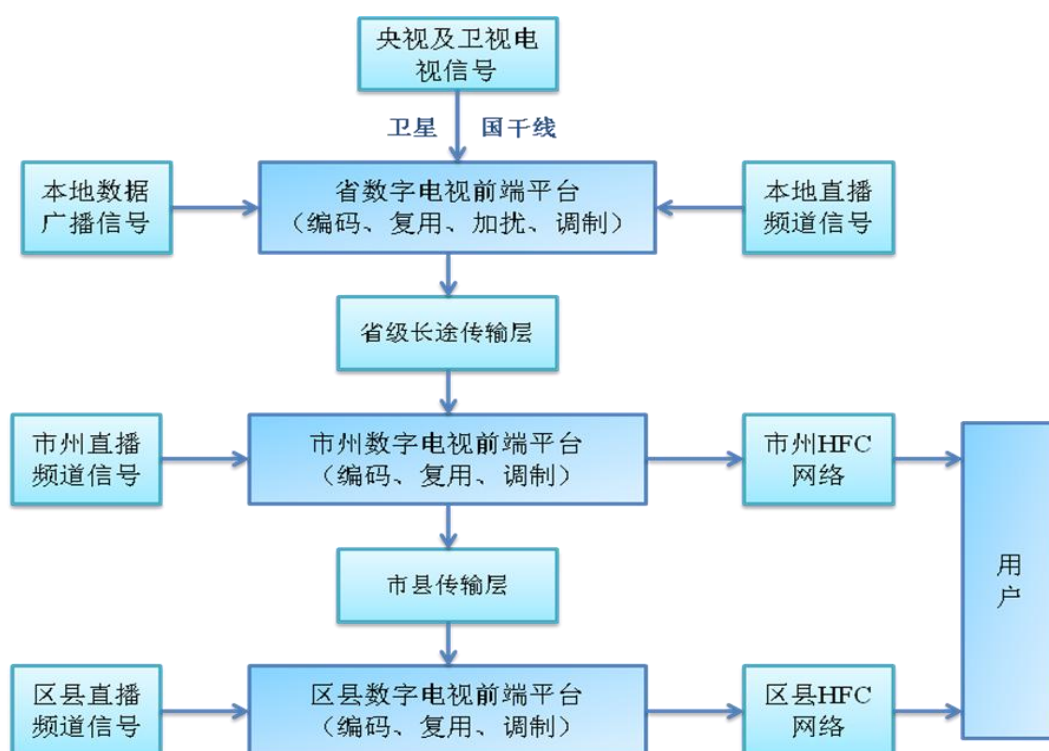 央视及卫视电
视信号
卫星 国干线
本地数据
广播信号
省数字电视前端平台
（编码、复用、加扰、调制）
本地直播
频道信号
省级长途传输层
市州直播
频道信号
市州数字电视前端平台
（编码、复用、调制）
市州HFC
网络
用
户
市县传输层
区县直播
频道信号
区县数字电视前端平台
（编码、复用、调制）
区县HFC
网络